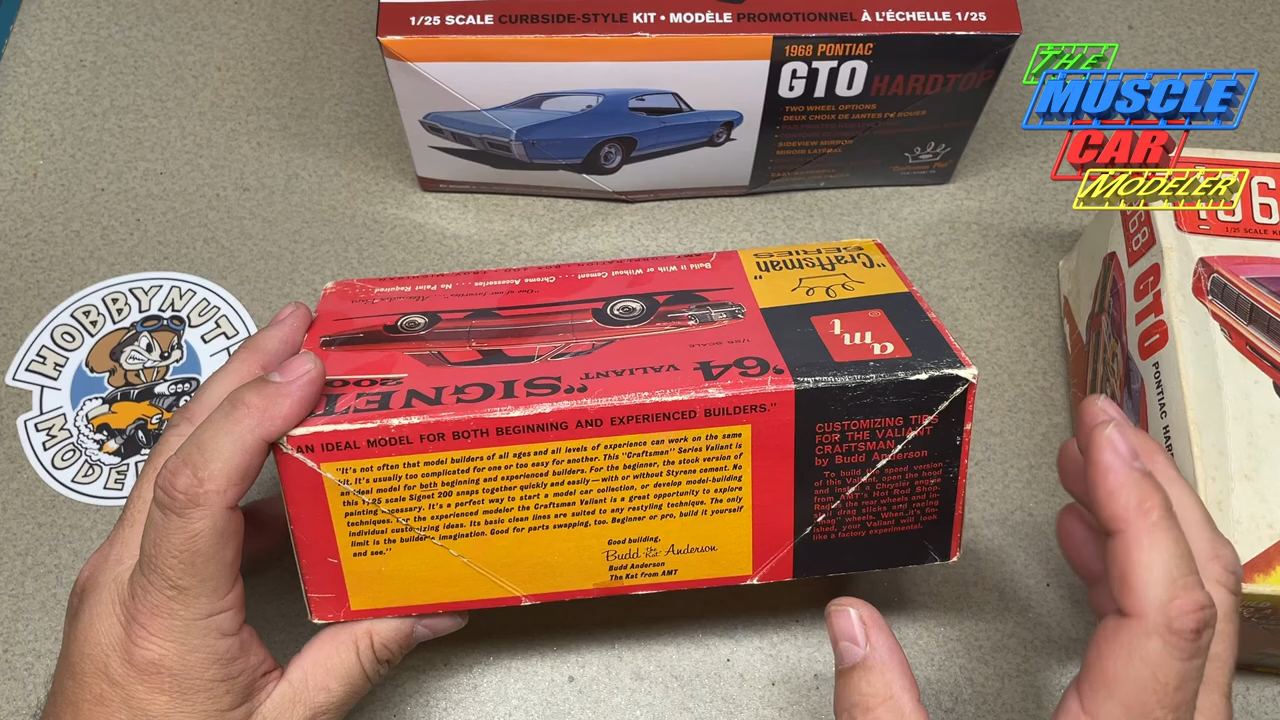 1/25 SCALE CURBSIDE-STYLE KIT • MODÈLE PROMOTIONNEL À L'ÉCHELLE 1/25
1968 PONTIAC
GTO HARDTOP
TWO WHEEL OPTIONS
DEUX CHOIX DE JANTES DE ROUES
SIDEVIEW MIRROR
MIROIR LATERAL
"Craftsman Plus"
THE
MUSCLE
CAR
MODELER
1/25 SCALE
GTO
PONTIAC
HOBBYNUT
MODE
"Craftsman"
SERIES
Build it With or Without Cement ... Chrome Accessories ... No Paint Required
amt
®
1/25 SCALE
'64 VALIANT
"SIGNE
200
AN IDEAL MODEL FOR BOTH BEGINNING AND EXPERIENCED BUILDERS."
"It's not often that model builders of all ages and all levels of experience can work on the same
kit. It's usually too complicated for one or too easy for another. This "Craftsman" Series Valiant is
an ideal model for both beginning and experienced builders. For the beginner, the stock version of
this 1/25 scale Signet 200 snaps together quickly and easily—with or without Styrene cement. No
painting necessary. It's a perfect way to start a model car collection, or develop model-building
techniques. For the experienced modeler the Craftsman Valiant is a great opportunity to explore
individual customizing ideas. Its basic clean lines are suited to any restyling technique. The only
limit is the builder's imagination. Good for parts swapping, too. Beginner or pro, build it yourself
and see."
Good building,
Budd "the Kat" Anderson
Budd Anderson
The Kat from AMT
CUSTOMIZING TIPS
FOR THE VALIANT
CRAFTSMAN
by Budd Anderson
To build the speed version
of this Valiant, open the hood
and install a Chrysler engine
from AMT's Hot Rod Shop.
Radius the rear wheels and in-
stall drag slicks and racing
"mag" wheels. When it's fin-
ished, your Valiant will look
like a factory experimental.